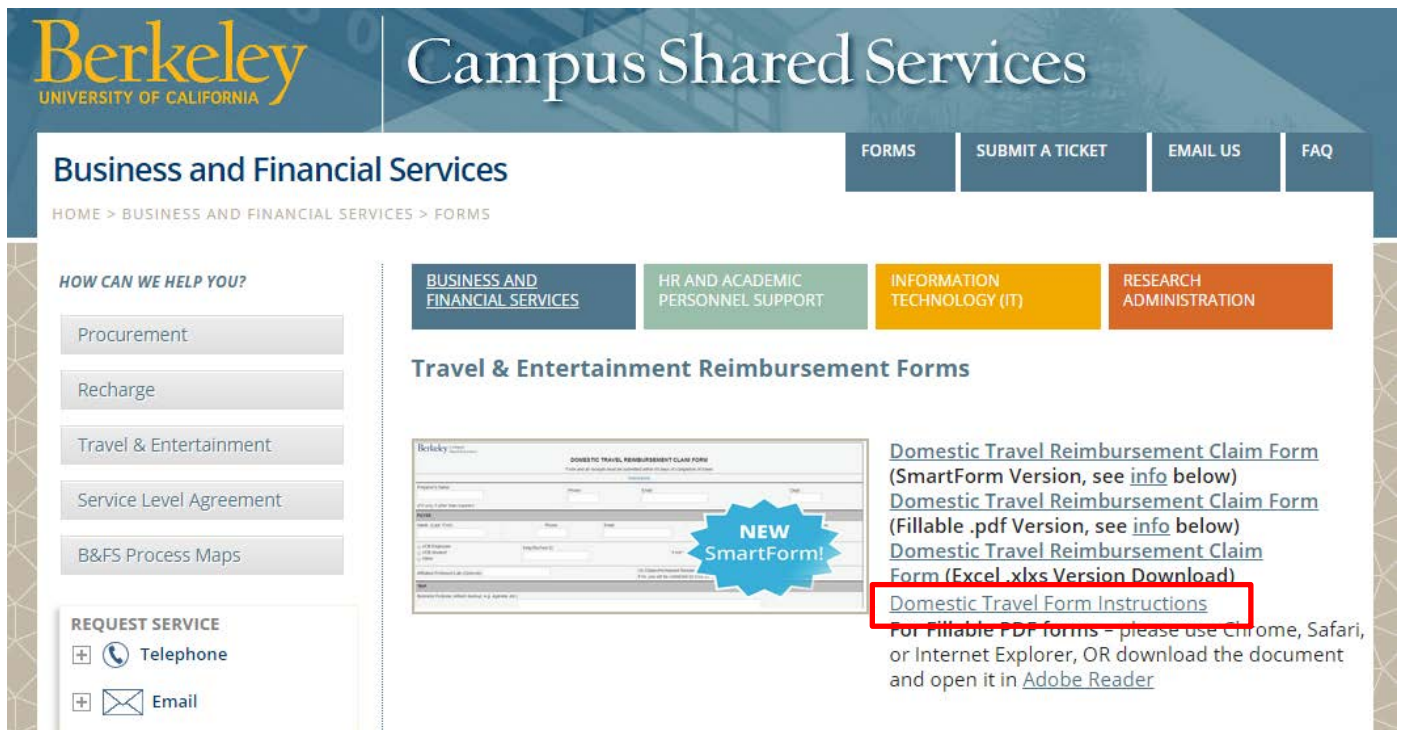 Berkeley
UNIVERSITY OF CALIFORNIA
Campus Shared Services
Business and Financial Services
FORMS
SUBMIT A TICKET
EMAIL US
FAQ
HOME > BUSINESS AND FINANCIAL SERVICES > FORMS
HOW CAN WE HELP YOU?
Procurement
Recharge
Travel & Entertainment
Service Level Agreement
B&FS Process Maps
REQUEST SERVICE
Telephone
Email
BUSINESS AND
FINANCIAL SERVICES
HR AND ACADEMIC
PERSONNEL SUPPORT
INFORMATION
TECHNOLOGY (IT)
RESEARCH
ADMINISTRATION
Travel & Entertainment Reimbursement Forms
Berkeley
DOMESTIC TRAVEL REIMBURSEMENT CLAIM FORM
NEW
SmartForm!
Domestic Travel Reimbursement Claim Form
(SmartForm Version, see info below)
Domestic Travel Reimbursement Claim Form
(Fillable .pdf Version, see info below)
Domestic Travel Reimbursement Claim
Form (Excel .xlxs Version Download)
Domestic Travel Form Instructions
For Fillable PDF forms – please use Chrome, Safari,
or Internet Explorer, OR download the document
and open it in Adobe Reader